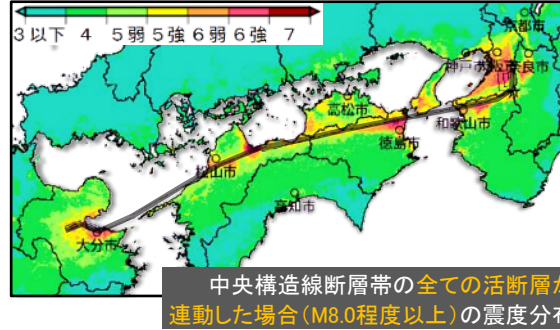 3以下 4 5弱 5強 6弱 6強 7
京都市
神戸市 大阪市 奈良市
高松市
和歌山市
徳島市
松山市
高知市
大分市
中央構造線断層帯の全ての活断層が
連動した場合(M8.0程度以上)の震度分布